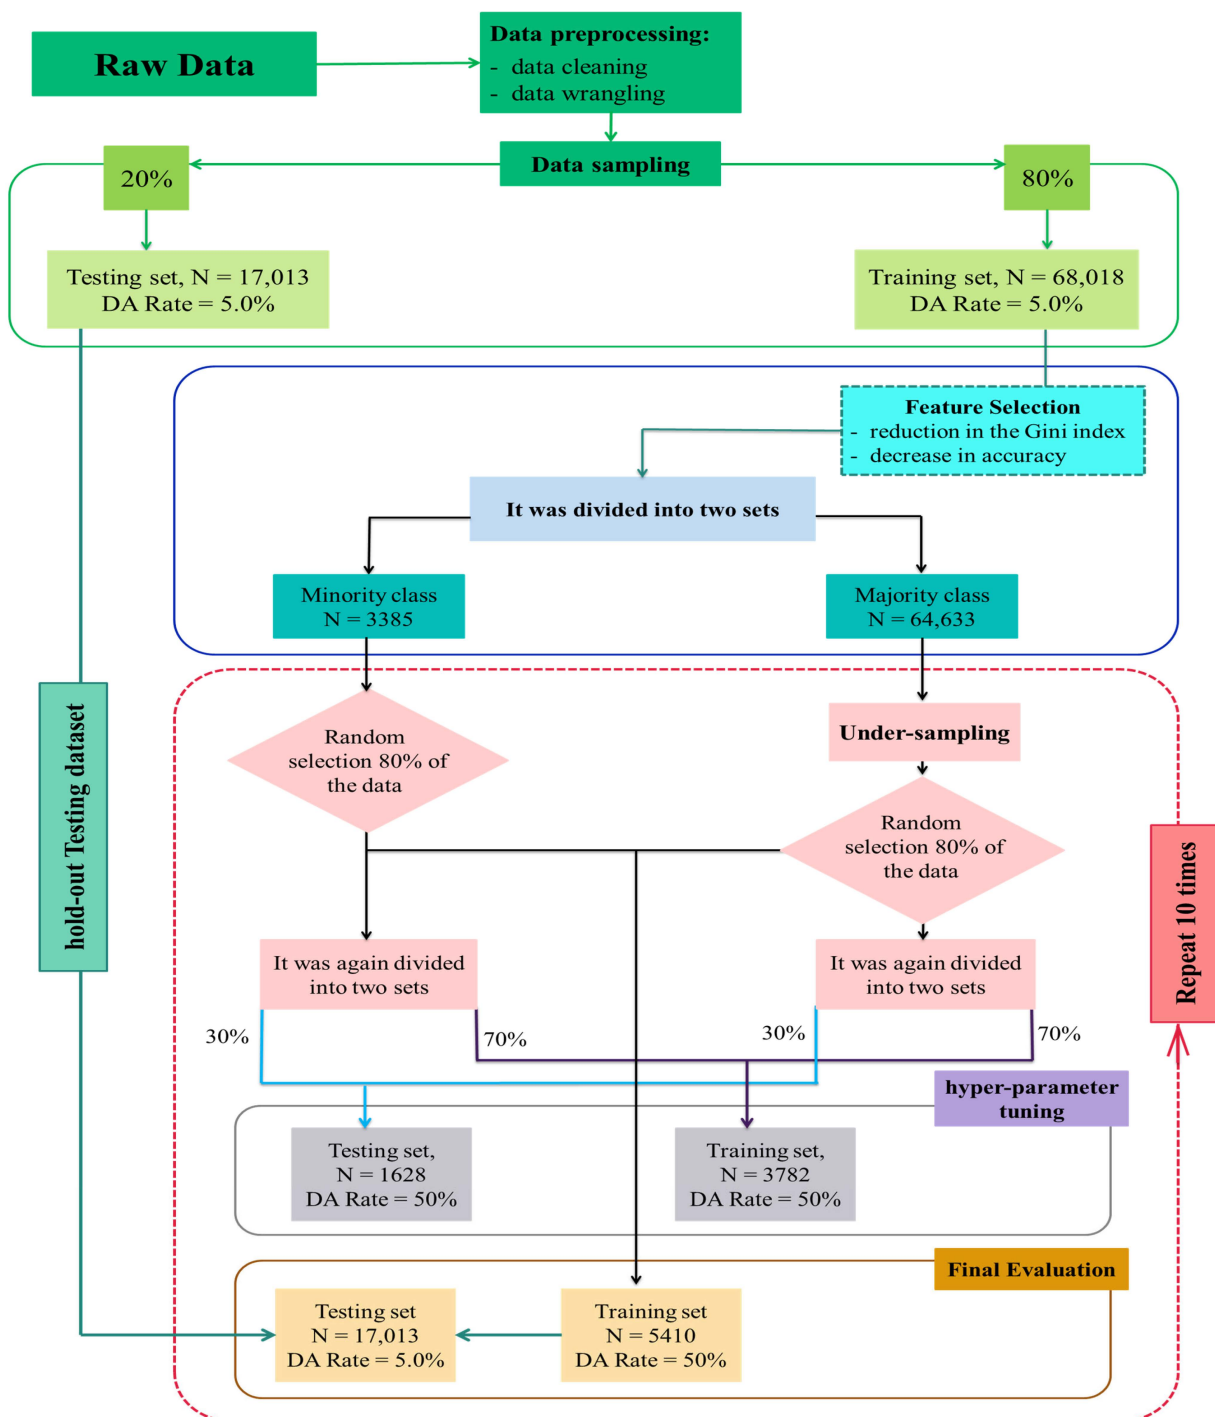 Raw Data
Data preprocessing:
- data cleaning
- data wrangling
Data sampling
20%
80%
Testing set, N = 17,013
DA Rate = 5.0%
Training set, N = 68,018
DA Rate = 5.0%
Feature Selection
- reduction in the Gini index
- decrease in accuracy
It was divided into two sets
Minority class
N = 3385
Majority class
N = 64,633
hold-out Testing dataset
Random
selection 80% of
the data
Under-sampling
Random
selection 80% of
the data
Repeat 10 times
It was again divided
into two sets
It was again divided
into two sets
30%
70%
30%
70%
hyper-parameter
tuning
Testing set,
N = 1628
DA Rate = 50%
Training set,
N = 3782
DA Rate = 50%
Final Evaluation
Testing set
N = 17,013
DA Rate = 5.0%
Training set
N = 5410
DA Rate = 50%